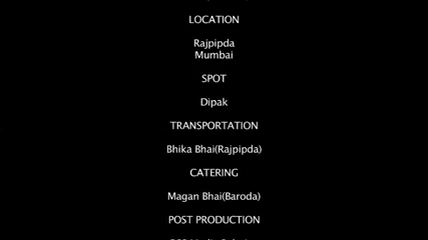 LOCATION
Rajpipda
Mumbai
SPOT
Dipak
TRANSPORTATION
Bhika Bhai(Rajpipda)
CATERING
Magan Bhai(Baroda)
POST PRODUCTION